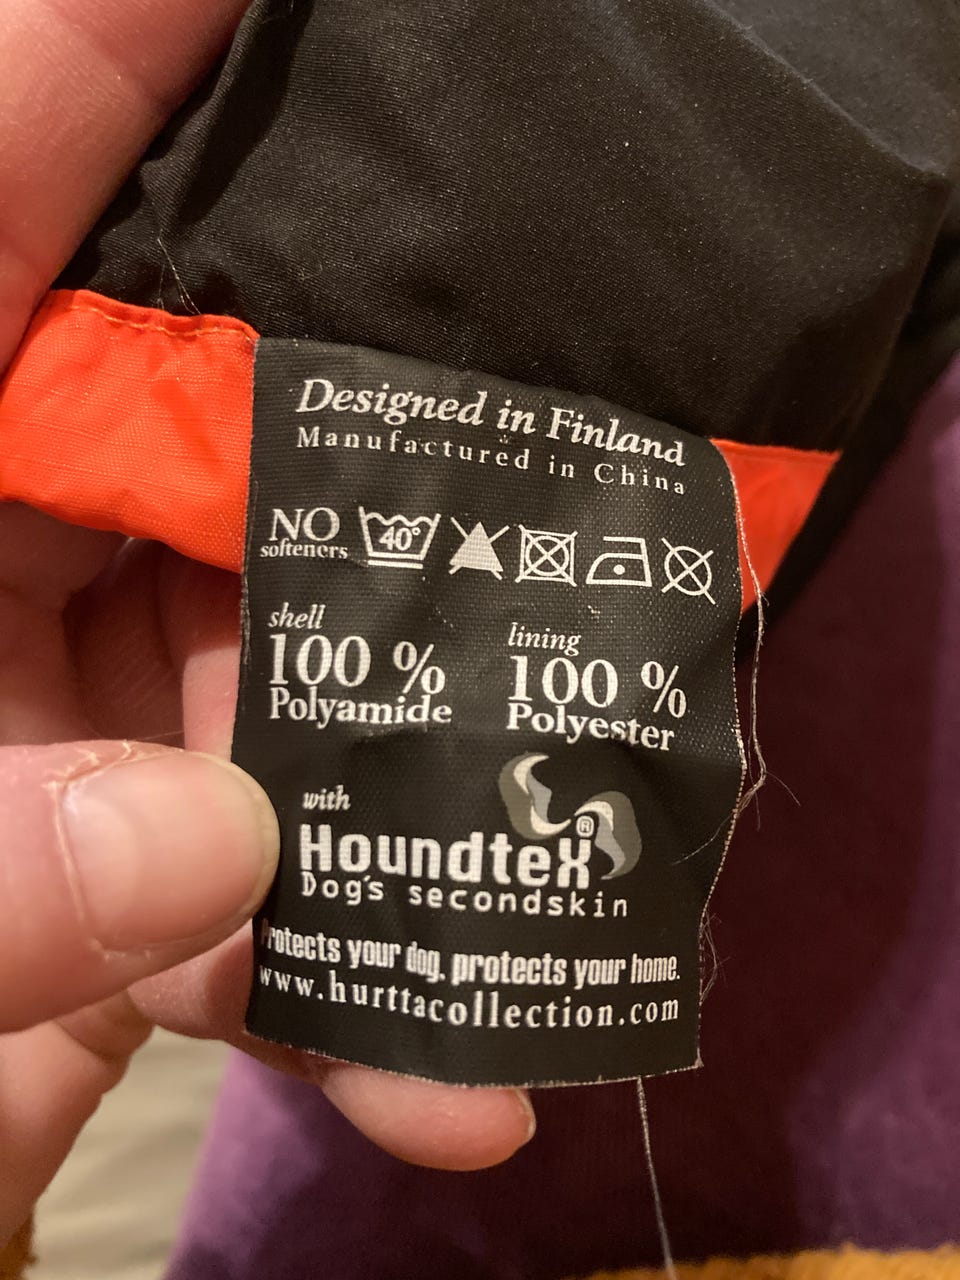 Designed in Finland
Manufactured in China
NO
softeners
40°
shell
100 %
Polyamide
lining
100 %
Polyester
with
Houndtex®
Dog's secondskin
Protects your dog. protects your home.
www.hurttacollection.com